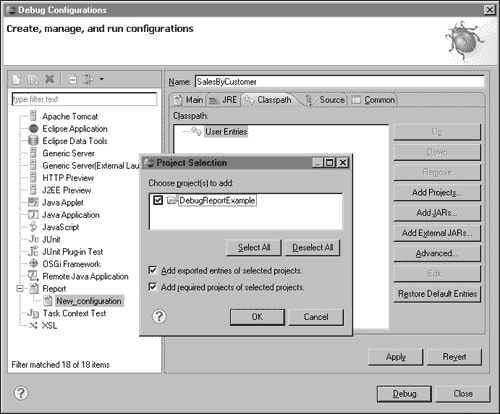 Debug Configurations
Create, manage, and run configurations
type filter text
Apache Tomcat
Eclipse Application
Eclipse Data Tools
Generic Server
Generic Server(External Lau
HTTP Preview
J2EE Preview
Java Applet
Java Application
JavaScript
JUnit
JUnit Plug-in Test
OSGi Framework
Remote Java Application
Report
New_configuration
Task Context Test
XSL
Filter matched 18 of 18 items
Name: SalesByCustomer
Main JRE Classpath Source Common
Classpath:
User Entries
Up
Down
Remove
Add Projects...
Add JARs...
Add External JARs...
Advanced...
Edit...
Restore Default Entries
Project Selection
Choose project(s) to add:
DebugReportExample
Select All Deselect All
Add exported entries of selected projects.
Add required projects of selected projects.
OK Cancel
Apply Revert
Debug Close